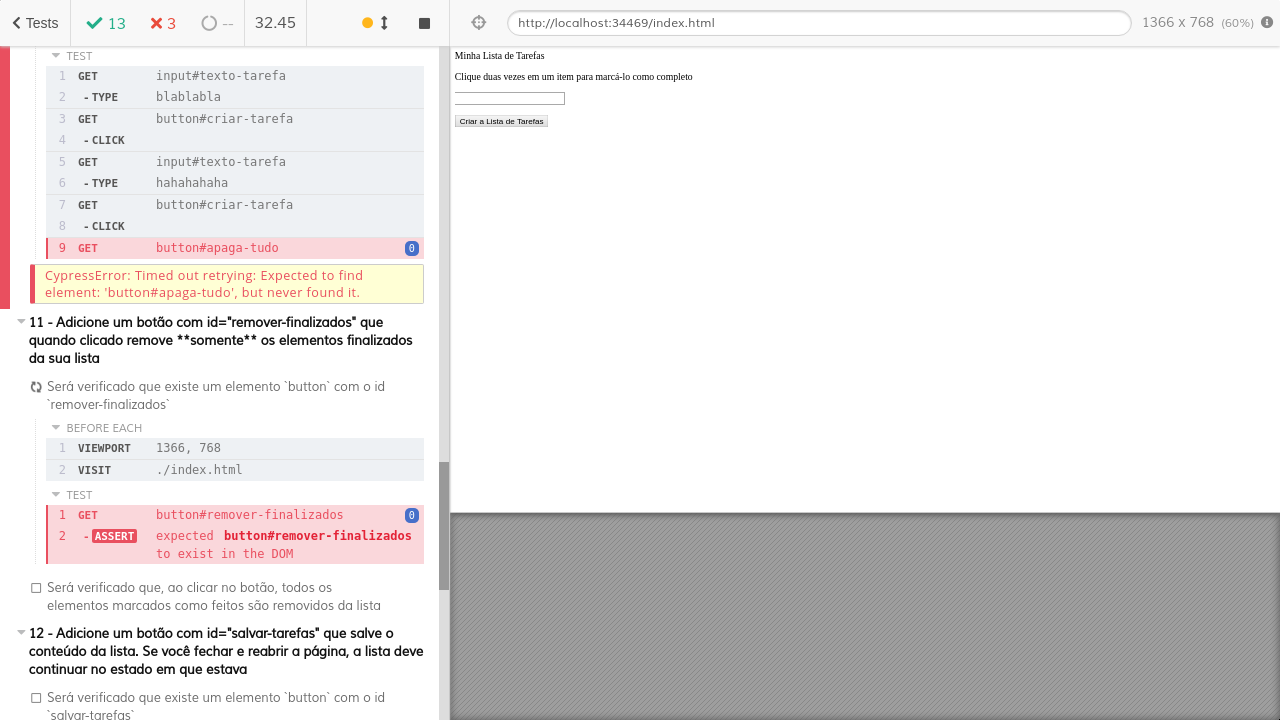 Tests
13
3
--
32.45
http://localhost:34469/index.html
1366 x 768 (60%)
TEST
1 GET input#texto-tarefa
2 - TYPE blablabla
3 GET button#criar-tarefa
4 - CLICK
5 GET input#texto-tarefa
6 - TYPE hahahahaha
7 GET button#criar-tarefa
8 - CLICK
9 GET button#apaga-tudo 0
CypressError: Timed out retrying: Expected to find
element: 'button#apaga-tudo', but never found it.
11 - Adicione um botão com id="remover-finalizados" que
quando clicado remove **somente** os elementos finalizados
da sua lista
Será verificado que existe um elemento `button` com o id
`remover-finalizados`
BEFORE EACH
1 VIEWPORT 1366, 768
2 VISIT ./index.html
TEST
1 GET button#remover-finalizados 0
2 - ASSERT expected button#remover-finalizados
to exist in the DOM
Será verificado que, ao clicar no botão, todos os
elementos marcados como feitos são removidos da lista
12 - Adicione um botão com id="salvar-tarefas" que salve o
conteúdo da lista. Se você fechar e reabrir a página, a lista deve
continuar no estado em que estava
Será verificado que existe um elemento `button` com o id
`salvar-tarefas`
Minha Lista de Tarefas
Clique duas vezes em um item para marcá-lo como completo
Criar a Lista de Tarefas